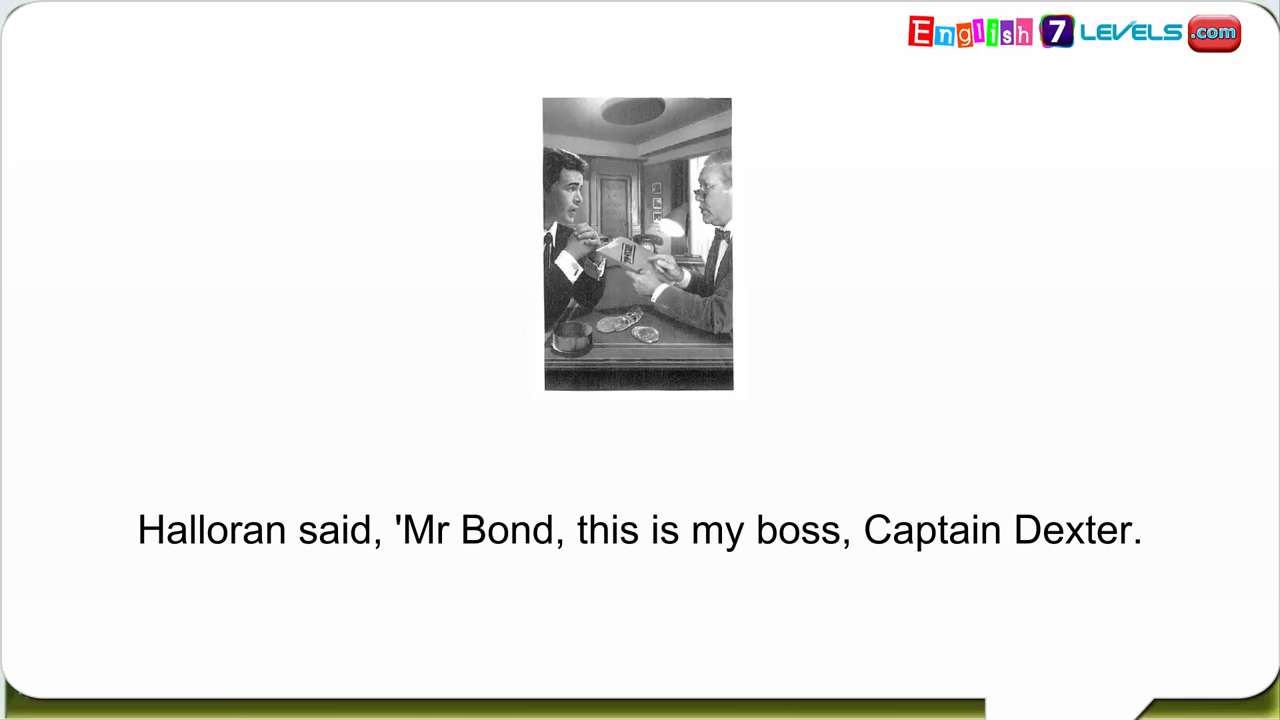 English 7 LEVELS .com
Halloran said, 'Mr Bond, this is my boss, Captain Dexter.